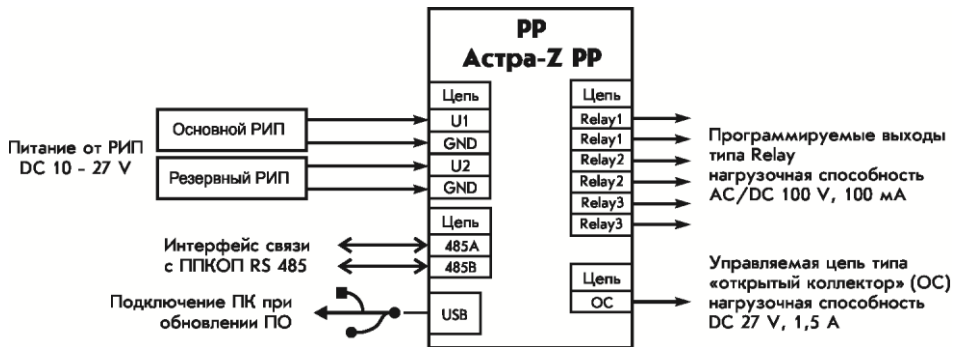 РР
Астра-Z РР
Питание от РИП
DC 10 - 27 V
Основной РИП
Резервный РИП
Цепь
U1
GND
U2
GND
Цепь
485A
485B
Интерфейс связи
с ППКОП RS 485
Подключение ПК при
обновлении ПО
USB
Цепь
Relay1
Relay1
Relay2
Relay2
Relay3
Relay3
Программируемые выходы
типа Relay
нагрузочная способность
AC/DC 100 V, 100 мА
Цепь
OC
Управляемая цепь типа
«открытый коллектор» (ОС)
нагрузочная способность
DC 27 V, 1,5 А